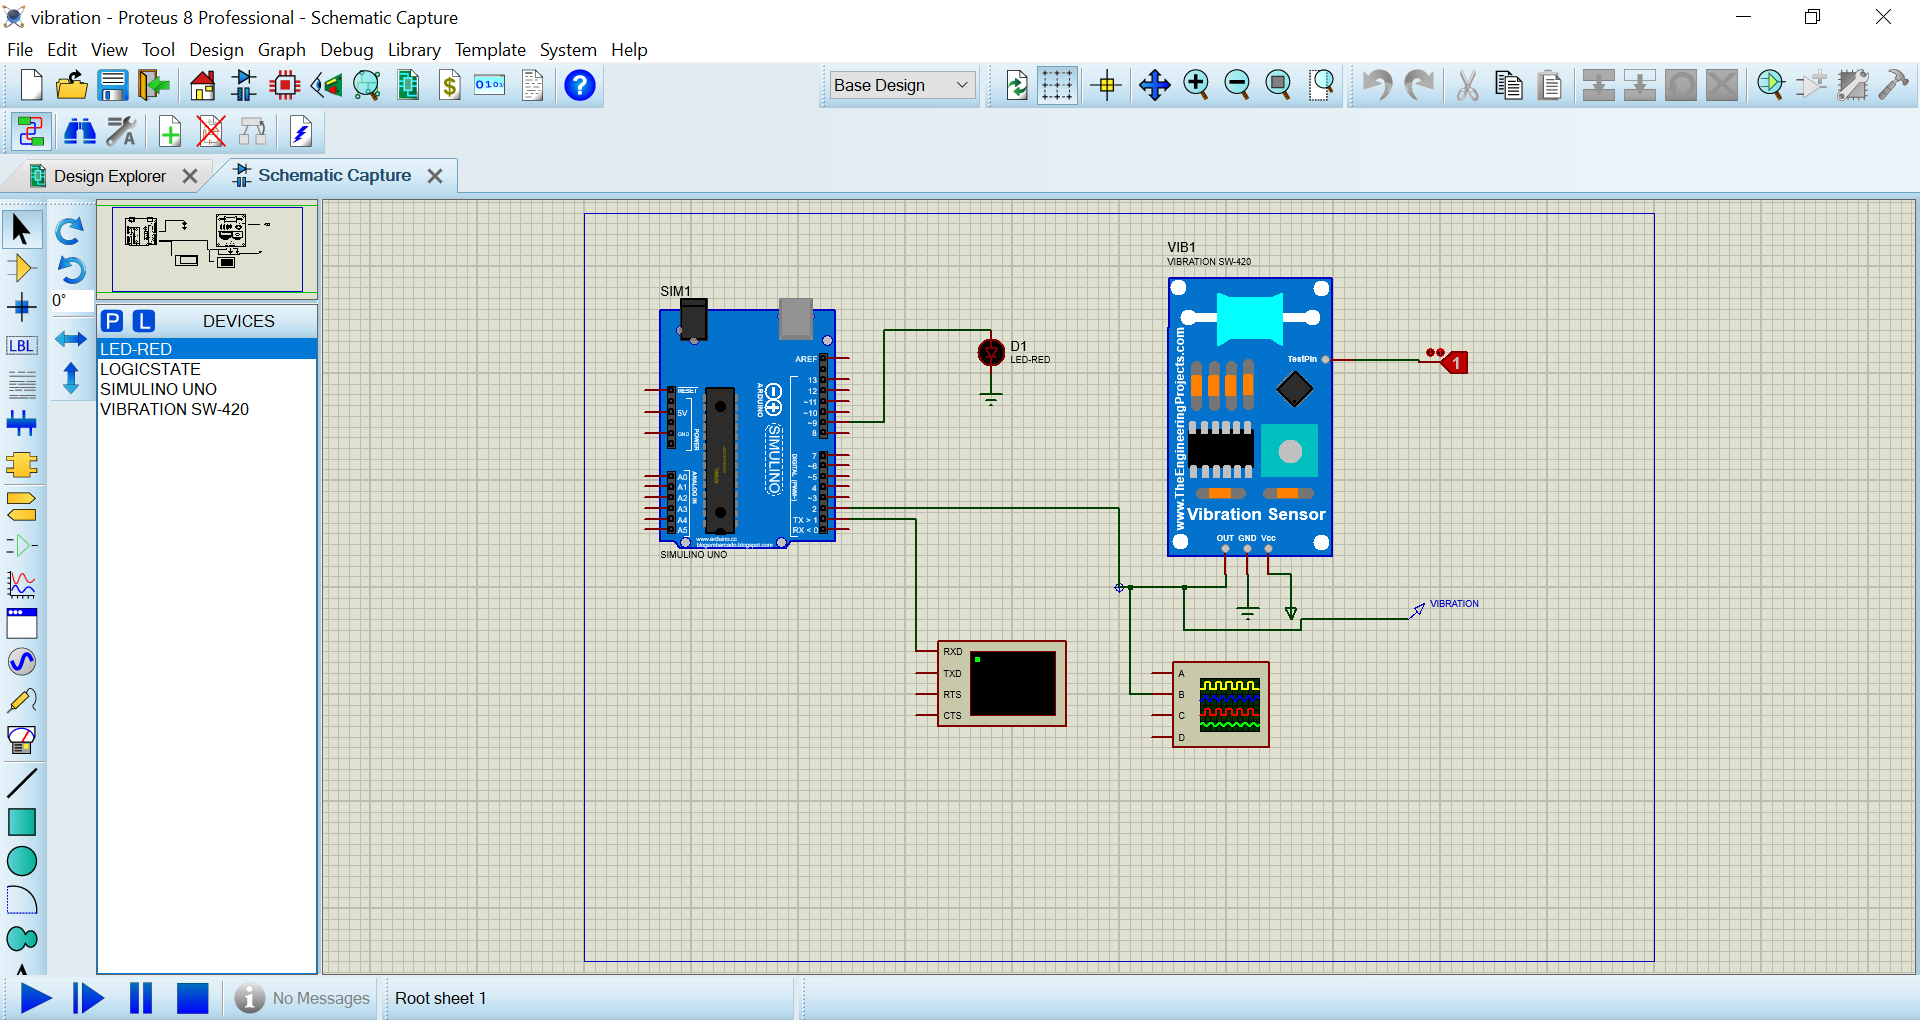 vibration - Proteus 8 Professional - Schematic Capture
File Edit View Tool Design Graph Debug Library Template System Help
Base Design
Design Explorer
Schematic Capture
0°
P L DEVICES
LED-RED
LOGICSTATE
SIMULINO UNO
VIBRATION SW-420
LBL
SIM1
AREF
13
12
~11
~10
~9
8
7
~6
~5
4
~3
2
TX > 1
RX < 0
RESET
5V
GND
POWER
A0
A1
A2
A3
A4
A5
ANALOG IN
ARDUINO
SIMULINO
DIGITAL (PWM~)
www.arduino.cc
blogembarcado.blogspot.com
SIMULINO UNO
D1
LED-RED
VIB1
VIBRATION SW-420
www.TheEngineeringProjects.com
TestPin
1
Vibration Sensor
OUT GND Vcc
VIBRATION
RXD
TXD
RTS
CTS
A
B
C
D
No Messages
Root sheet 1